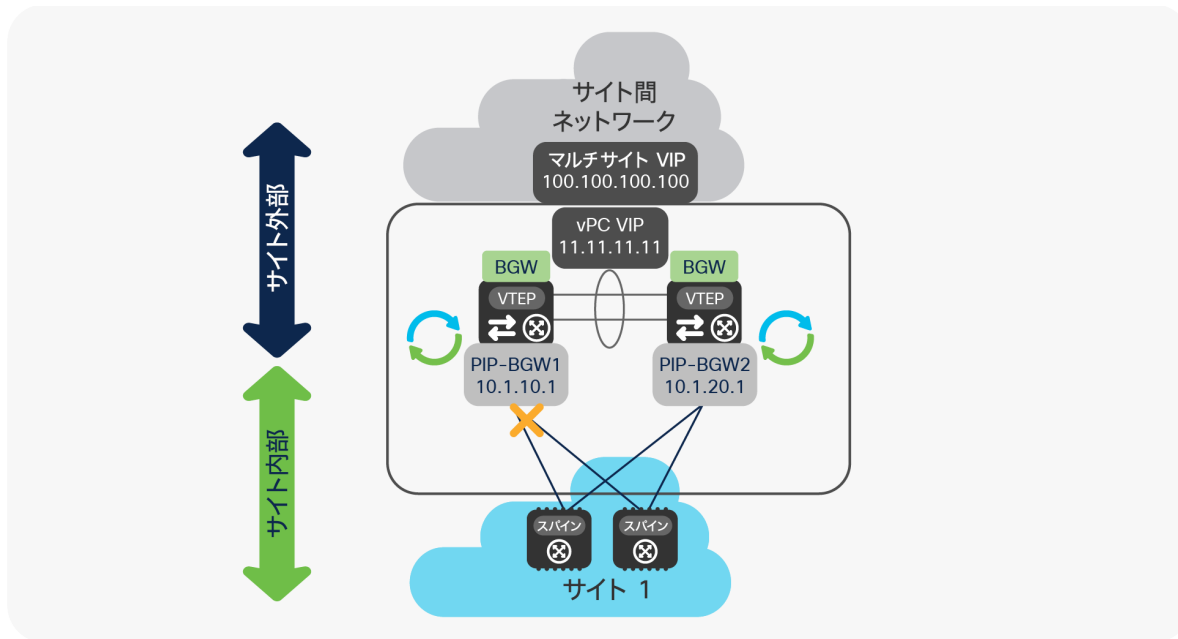 サイト間
ネットワーク
マルチサイト VIP
100.100.100.100
vPC VIP
11.11.11.11
サイト外部
BGW
BGW
VTEP
VTEP
PIP-BGW1
10.1.10.1
PIP-BGW2
10.1.20.1
サイト内部
スパイン
スパイン
サイト 1